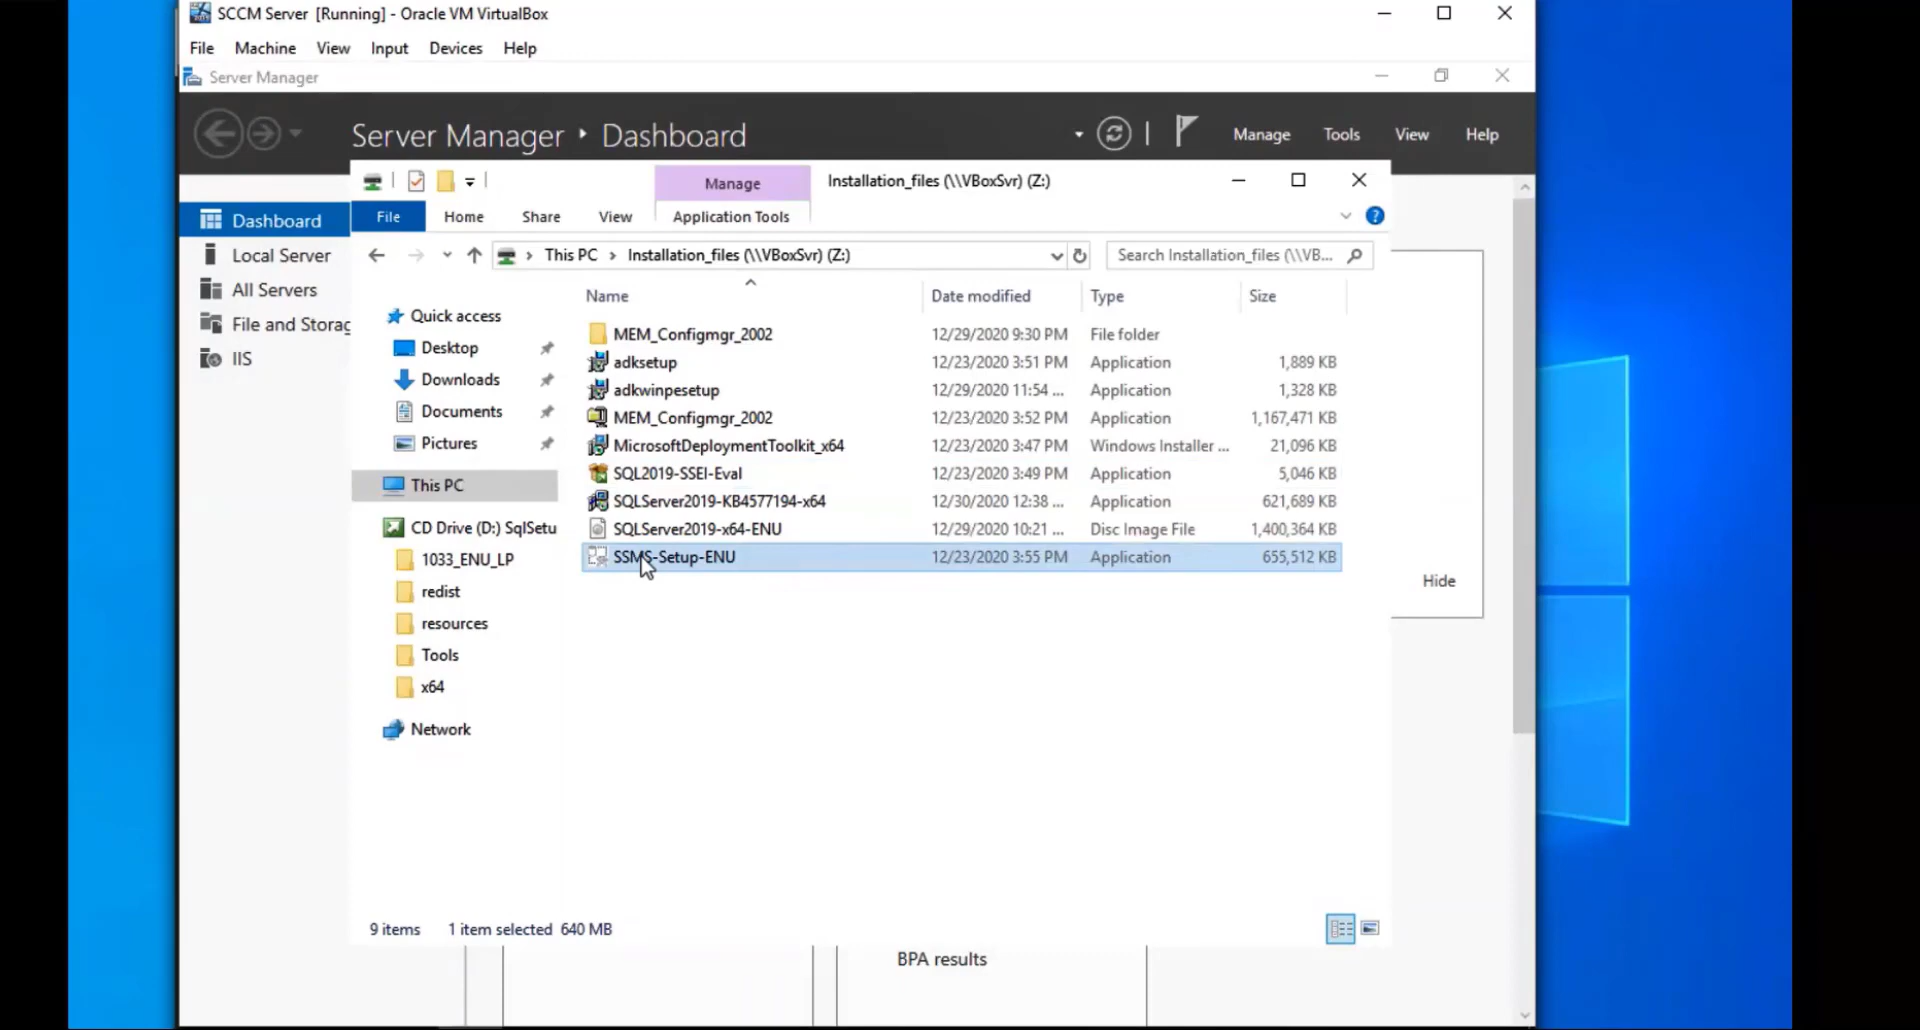 SCCM Server [Running] - Oracle VM VirtualBox
File Machine View Input Devices Help
Server Manager
Server Manager Dashboard
Manage Tools View Help
Manage Installation_files (\\VBoxSvr) (Z:)
File Home Share View Application Tools
This PC Installation_files (\\VBoxSvr) (Z:) Search Installation_files (\\VB...
Dashboard
Local Server
All Servers
File and Storag
IIS
Quick access
Desktop
Downloads
Documents
Pictures
This PC
CD Drive (D:) SqlSetu
1033_ENU_LP
redist
resources
Tools
x64
Network
Name Date modified Type Size
MEM_Configmgr_2002 12/29/2020 9:30 PM File folder
adksetup 12/23/2020 3:51 PM Application 1,889 KB
adkwinpesetup 12/29/2020 11:54 ... Application 1,328 KB
MEM_Configmgr_2002 12/23/2020 3:52 PM Application 1,167,471 KB
MicrosoftDeploymentToolkit_x64 12/23/2020 3:47 PM Windows Installer ... 21,096 KB
SQL2019-SSEI-Eval 12/23/2020 3:49 PM Application 5,046 KB
SQLServer2019-KB4577194-x64 12/30/2020 12:38 ... Application 621,689 KB
SQLServer2019-x64-ENU 12/29/2020 10:21 ... Disc Image File 1,400,364 KB
SSMS-Setup-ENU 12/23/2020 3:55 PM Application 655,512 KB
Hide
9 items 1 item selected 640 MB
BPA results